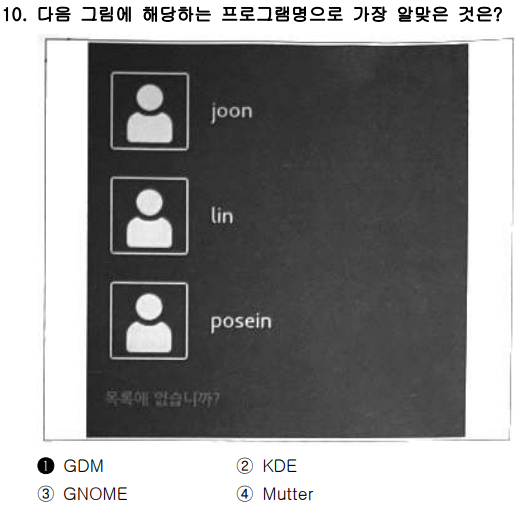 10. 다음 그림에 해당하는 프로그램명으로 가장 알맞은 것은?
joon
lin
posein
목록에 없습니까?
❶ GDM ② KDE
③ GNOME ④ Mutter